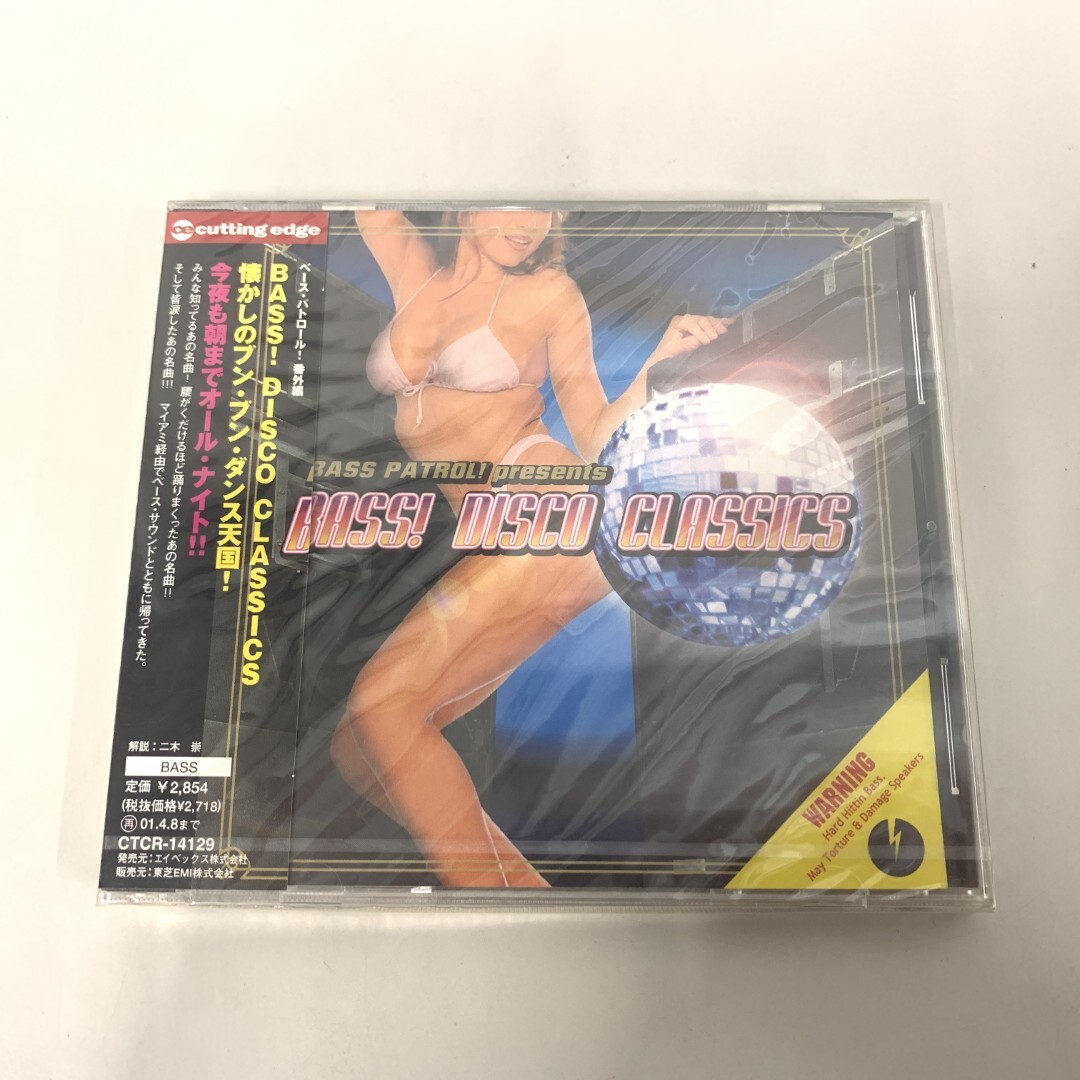 cutting edge
ベース・パトロール! 番外編
BASS! DISCO CLASSICS
懐かしのブン・ブン・ダンス天国!
今夜も朝までオール・ナイト!!
みんな知ってるあの名曲! 腰がくだけるほど踊りまくったあの名曲!!
そして皆涙したあの名曲!!! マイアミ経由でベース・サウンドとともに帰ってきた。
解説:二木 崇
BASS
定価 ¥2,854
(税抜価格¥2,718)
再 01.4.8まで
CTCR-14129
発売元:エイベックス株式会社
販売元:東芝EMI株式会社
BASS PATROL! presents
BASS! DISCO CLASSICS
WARNING
Hard Hittin Bass.
May Torture & Damage Speakers